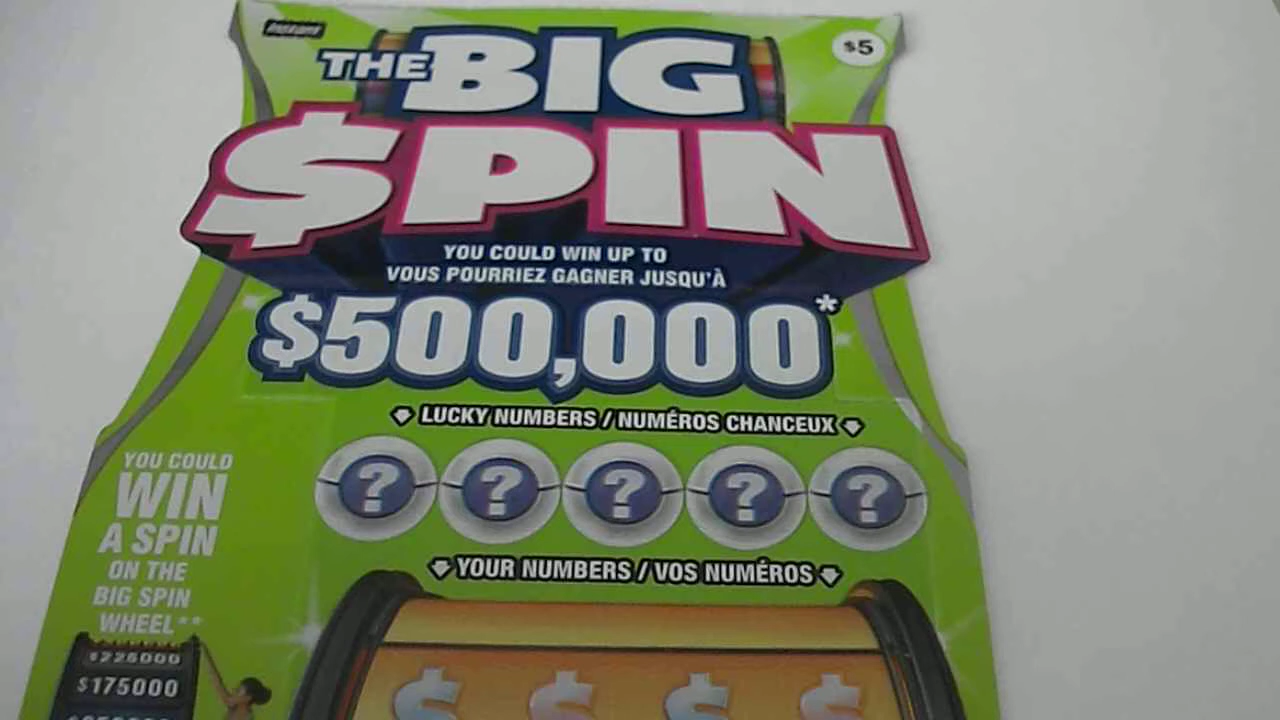 INSTANT
$5
THE BIG
$PIN
YOU COULD WIN UP TO
VOUS POURRIEZ GAGNER JUSQU'À
$500,000*
LUCKY NUMBERS / NUMÉROS CHANCEUX
? ? ? ? ?
YOUR NUMBERS / VOS NUMÉROS
YOU COULD
WIN
A SPIN
ON THE
BIG SPIN
WHEEL**
$225000
$175000
$ $ $ $